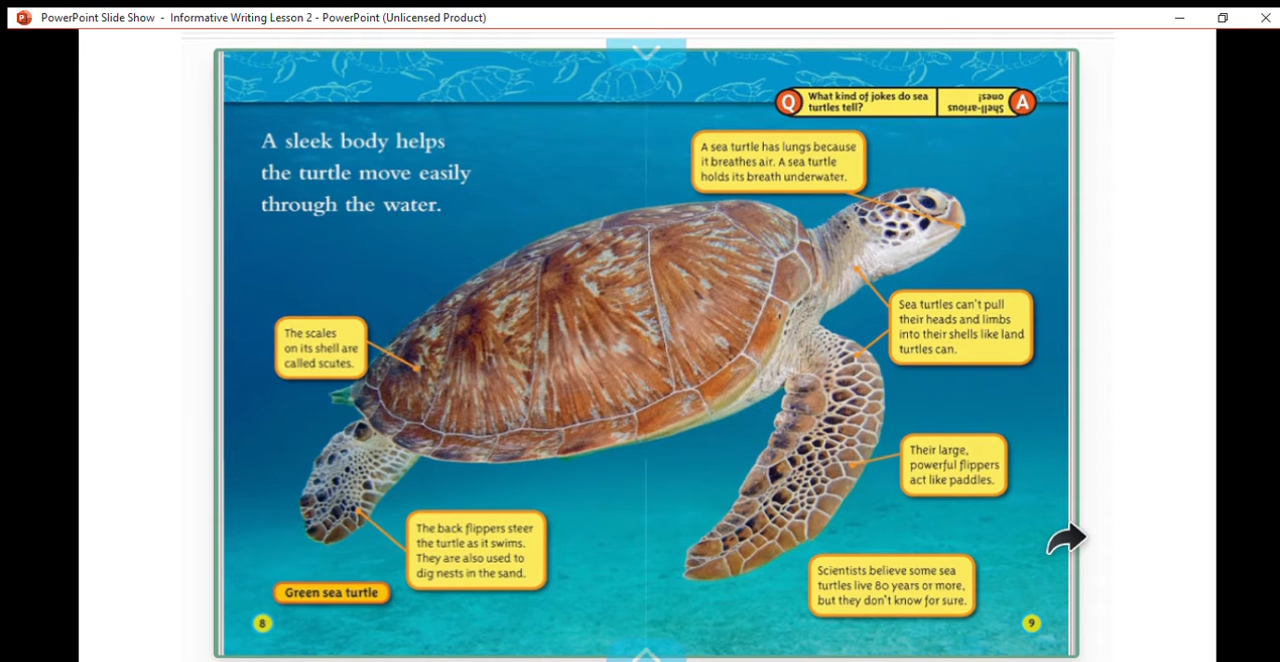 PowerPoint Slide Show - Informative Writing Lesson 2 - PowerPoint (Unlicensed Product)
Q
What kind of jokes do sea
turtles tell?
Shell-arious
ones!
A
A sleek body helps
the turtle move easily
through the water.
A sea turtle has lungs because
it breathes air. A sea turtle
holds its breath underwater.
Sea turtles can't pull
their heads and limbs
into their shells like land
turtles can.
The scales
on its shell are
called scutes.
Their large,
powerful flippers
act like paddles.
The back flippers steer
the turtle as it swims.
They are also used to
dig nests in the sand.
Scientists believe some sea
turtles live 80 years or more,
but they don't know for sure.
Green sea turtle
8
9